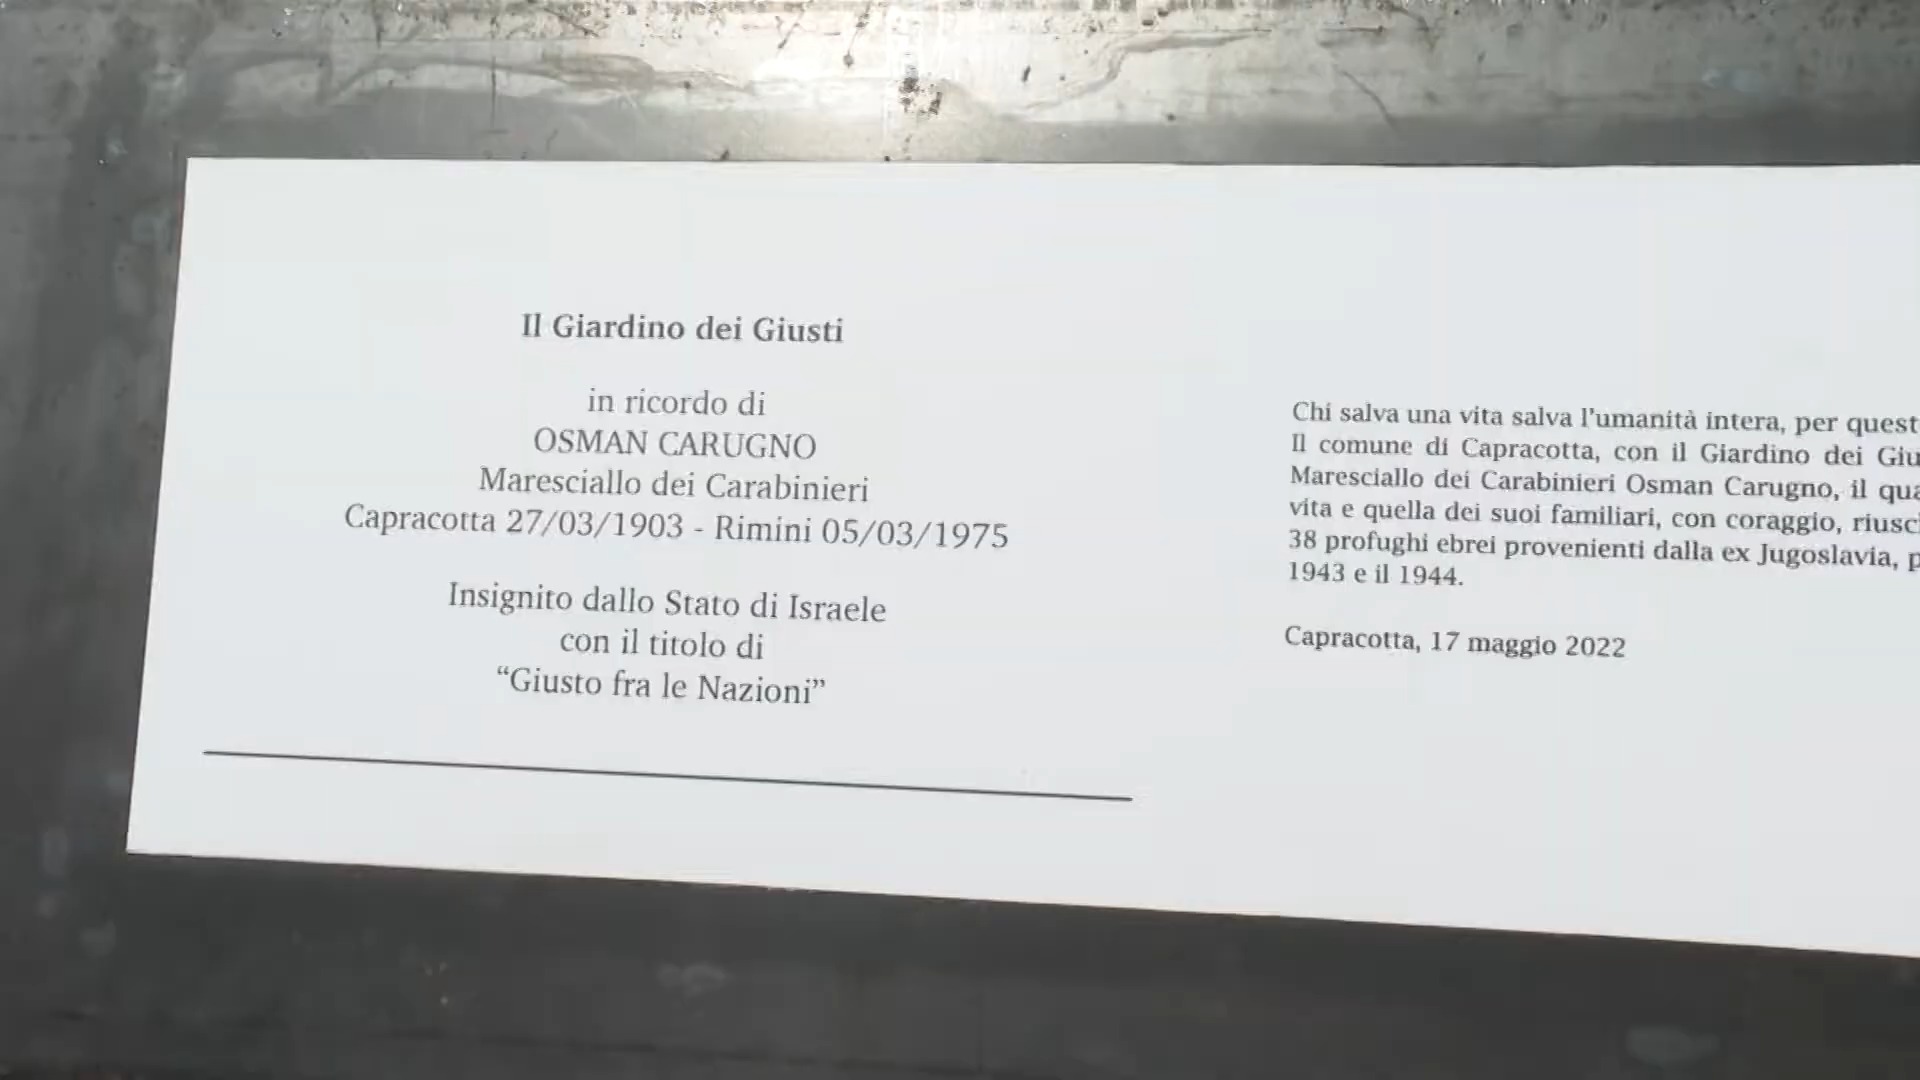 Il Giardino dei Giusti
in ricordo di
OSMAN CARUGNO
Maresciallo dei Carabinieri
Capracotta 27/03/1903 - Rimini 05/03/1975
Insignito dallo Stato di Israele
con il titolo di
“Giusto fra le Nazioni”
Chi salva una vita salva l'umanità intera, per quest
Il comune di Capracotta, con il Giardino dei Giu
Maresciallo dei Carabinieri Osman Carugno, il qua
vita e quella dei suoi familiari, con coraggio, riusc
38 profughi ebrei provenienti dalla ex Jugoslavia, p
1943 e il 1944.
Capracotta, 17 maggio 2022